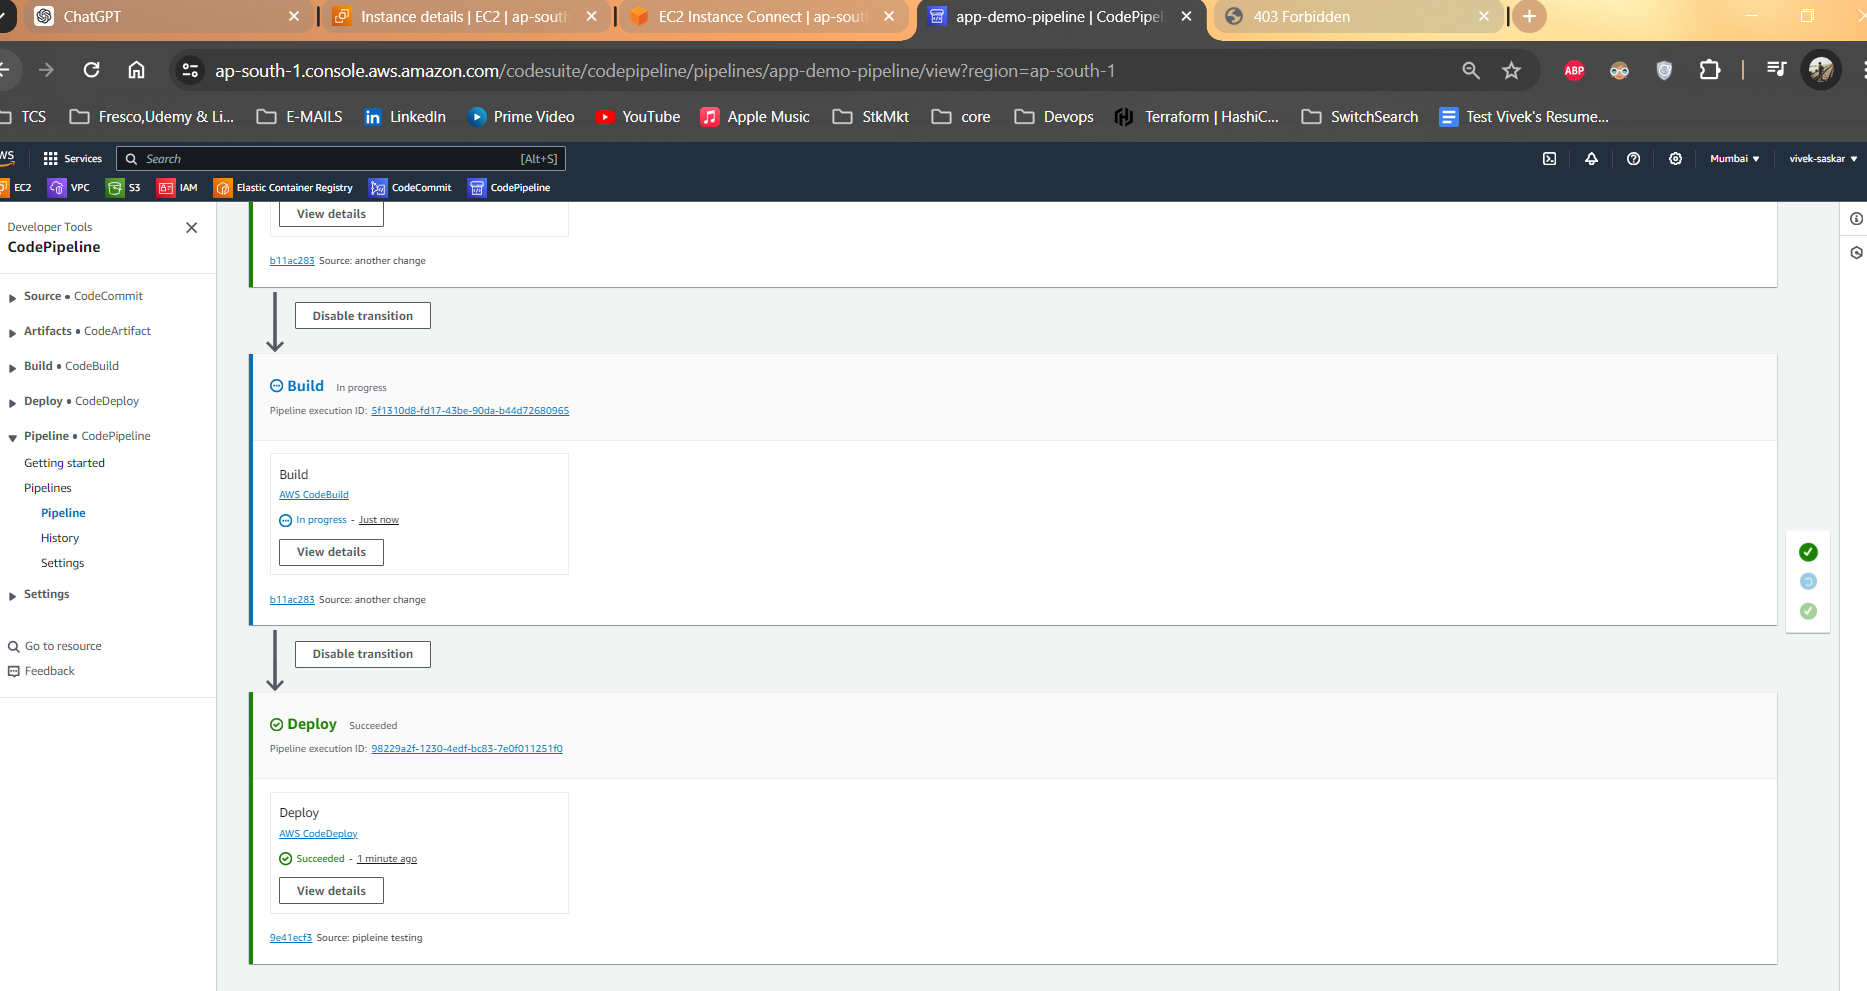 ChatGPT
Instance details | EC2 | ap-south
EC2 Instance Connect | ap-sout
app-demo-pipeline | CodePipel
403 Forbidden
ap-south-1.console.aws.amazon.com/codesuite/codepipeline/pipelines/app-demo-pipeline/view?region=ap-south-1
ABP
TCS
Fresco,Udemy & Li...
E-MAILS
LinkedIn
Prime Video
YouTube
Apple Music
StkMkt
core
Devops
Terraform | HashiC...
SwitchSearch
Test Vivek's Resume...
Services
Search
[Alt+S]
Mumbai
vivek-saskar
EC2
VPC
S3
IAM
Elastic Container Registry
CodeCommit
CodePipeline
Developer Tools
CodePipeline
Source • CodeCommit
Artifacts • CodeArtifact
Build • CodeBuild
Deploy • CodeDeploy
Pipeline • CodePipeline
Getting started
Pipelines
Pipeline
History
Settings
Settings
Go to resource
Feedback
View details
b11ac283 Source: another change
Disable transition
Build In progress
Pipeline execution ID: 5f1310d8-fd17-43be-90da-b44d72680965
Build
AWS CodeBuild
In progress - Just now
View details
b11ac283 Source: another change
Disable transition
Deploy Succeeded
Pipeline execution ID: 98229a2f-1230-4edf-bc83-7e0f011251f0
Deploy
AWS CodeDeploy
Succeeded - 1 minute ago
View details
9e41ecf3 Source: pipleine testing